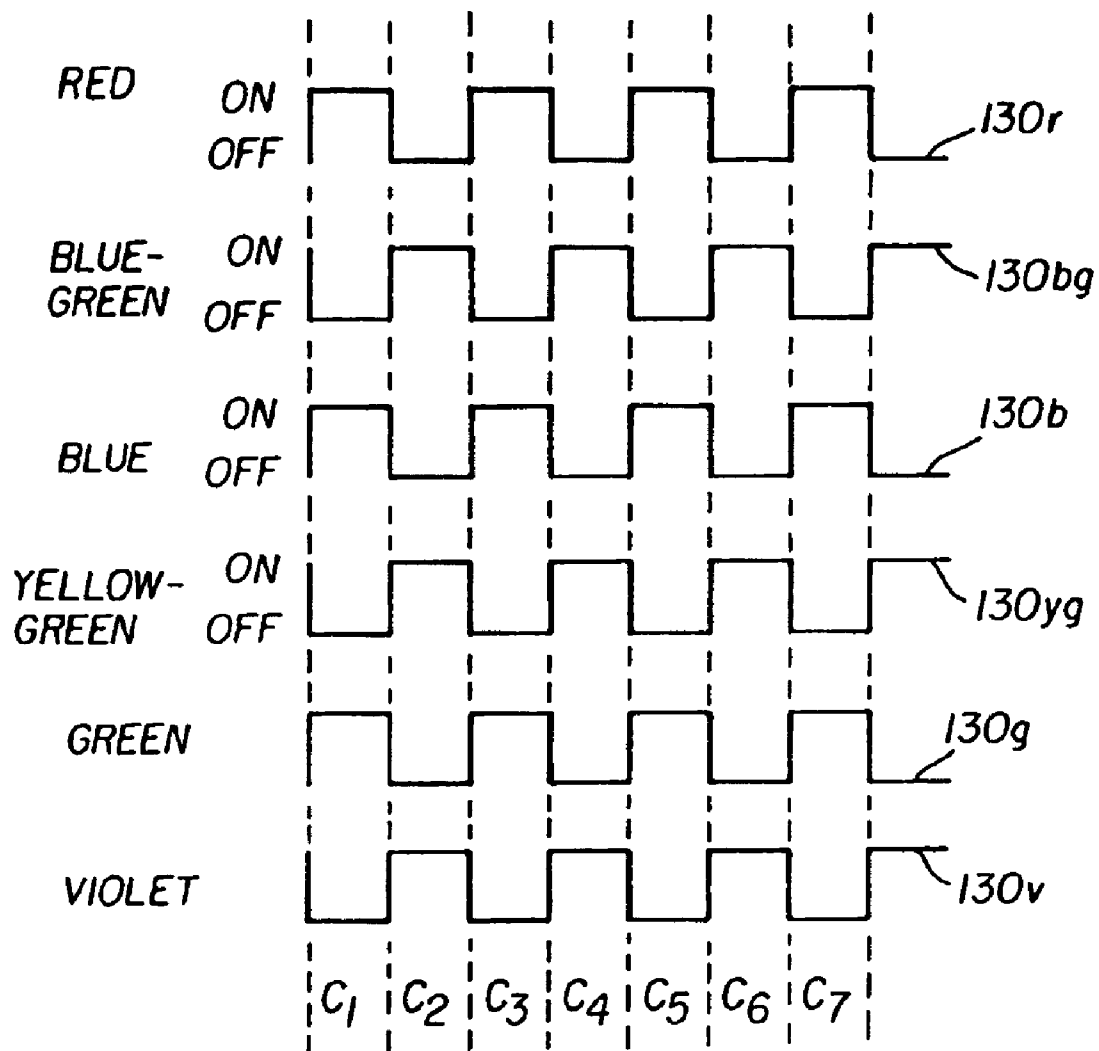 RED
ON
OFF
130r
BLUE-
GREEN
ON
OFF
130bg
BLUE
ON
OFF
130b
YELLOW-
GREEN
ON
OFF
130yg
GREEN
130g
VIOLET
130v
C1 C2 C3 C4 C5 C6 C7